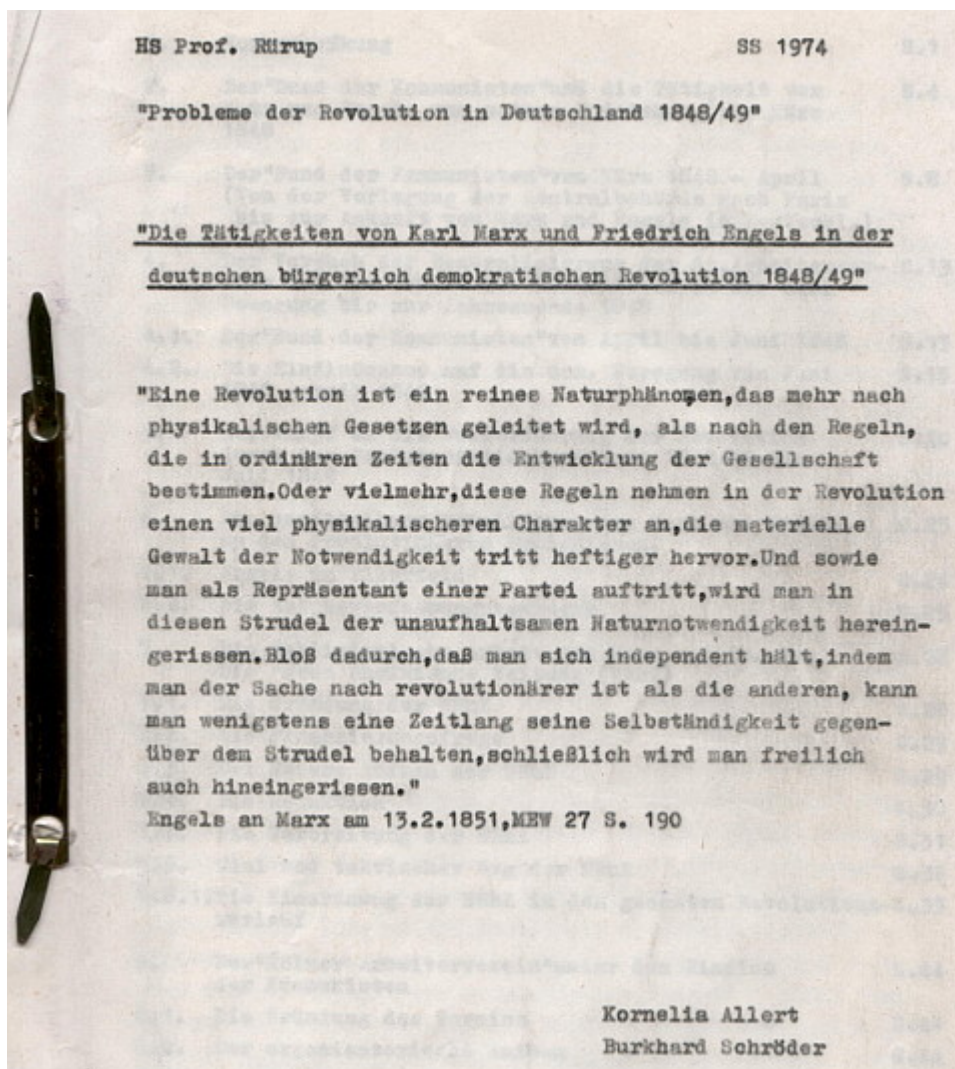 HS Prof. Rürup SS 1974
"Probleme der Revolution in Deutschland 1848/49"
"Die Tätigkeiten von Karl Marx und Friedrich Engels in der
deutschen bürgerlich demokratischen Revolution 1848/49"
"Eine Revolution ist ein reines Naturphänomen,das mehr nach
physikalischen Gesetzen geleitet wird, als nach den Regeln,
die in ordinären Zeiten die Entwicklung der Gesellschaft
bestimmen.Oder vielmehr,diese Regeln nehmen in der Revolution
einen viel physikalischeren Charakter an,die materielle
Gewalt der Notwendigkeit tritt heftiger hervor.Und sowie
man als Repräsentant einer Partei auftritt,wird man in
diesen Strudel der unaufhaltsamen Naturnotwendigkeit herein-
gerissen.Bloß dadurch,daß man sich independent hält,indem
man der Sache nach revolutionärer ist als die anderen, kann
man wenigstens eine Zeitlang seine Selbständigkeit gegen-
über dem Strudel behalten,schließlich wird man freilich
auch hineingerissen."
Engels an Marx am 13.2.1851,MEW 27 S. 190
Kornelia Allert
Burkhard Schröder